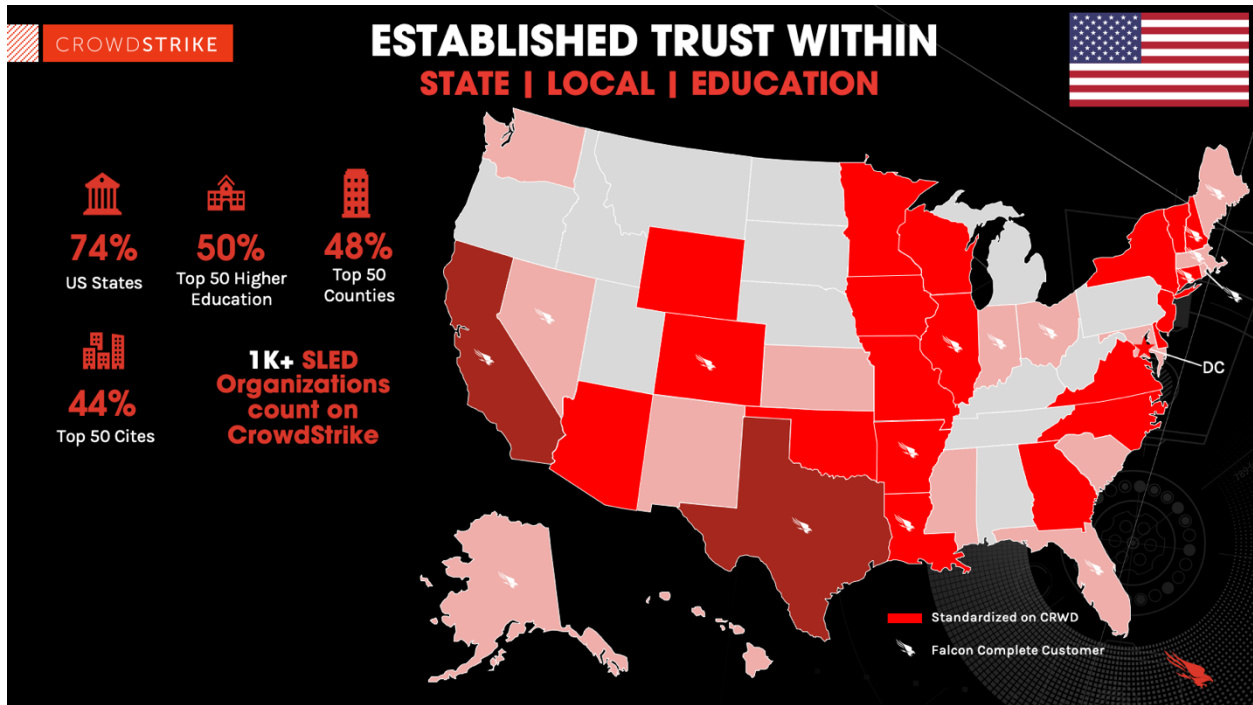 CROWDSTRIKE
ESTABLISHED TRUST WITHIN
STATE | LOCAL | EDUCATION
74%
US States
50%
Top 50 Higher
Education
48%
Top 50
Counties
44%
Top 50 Cites
1K+ SLED
Organizations
count on
CrowdStrike
DC
Standardized on CRWD
Falcon Complete Customer